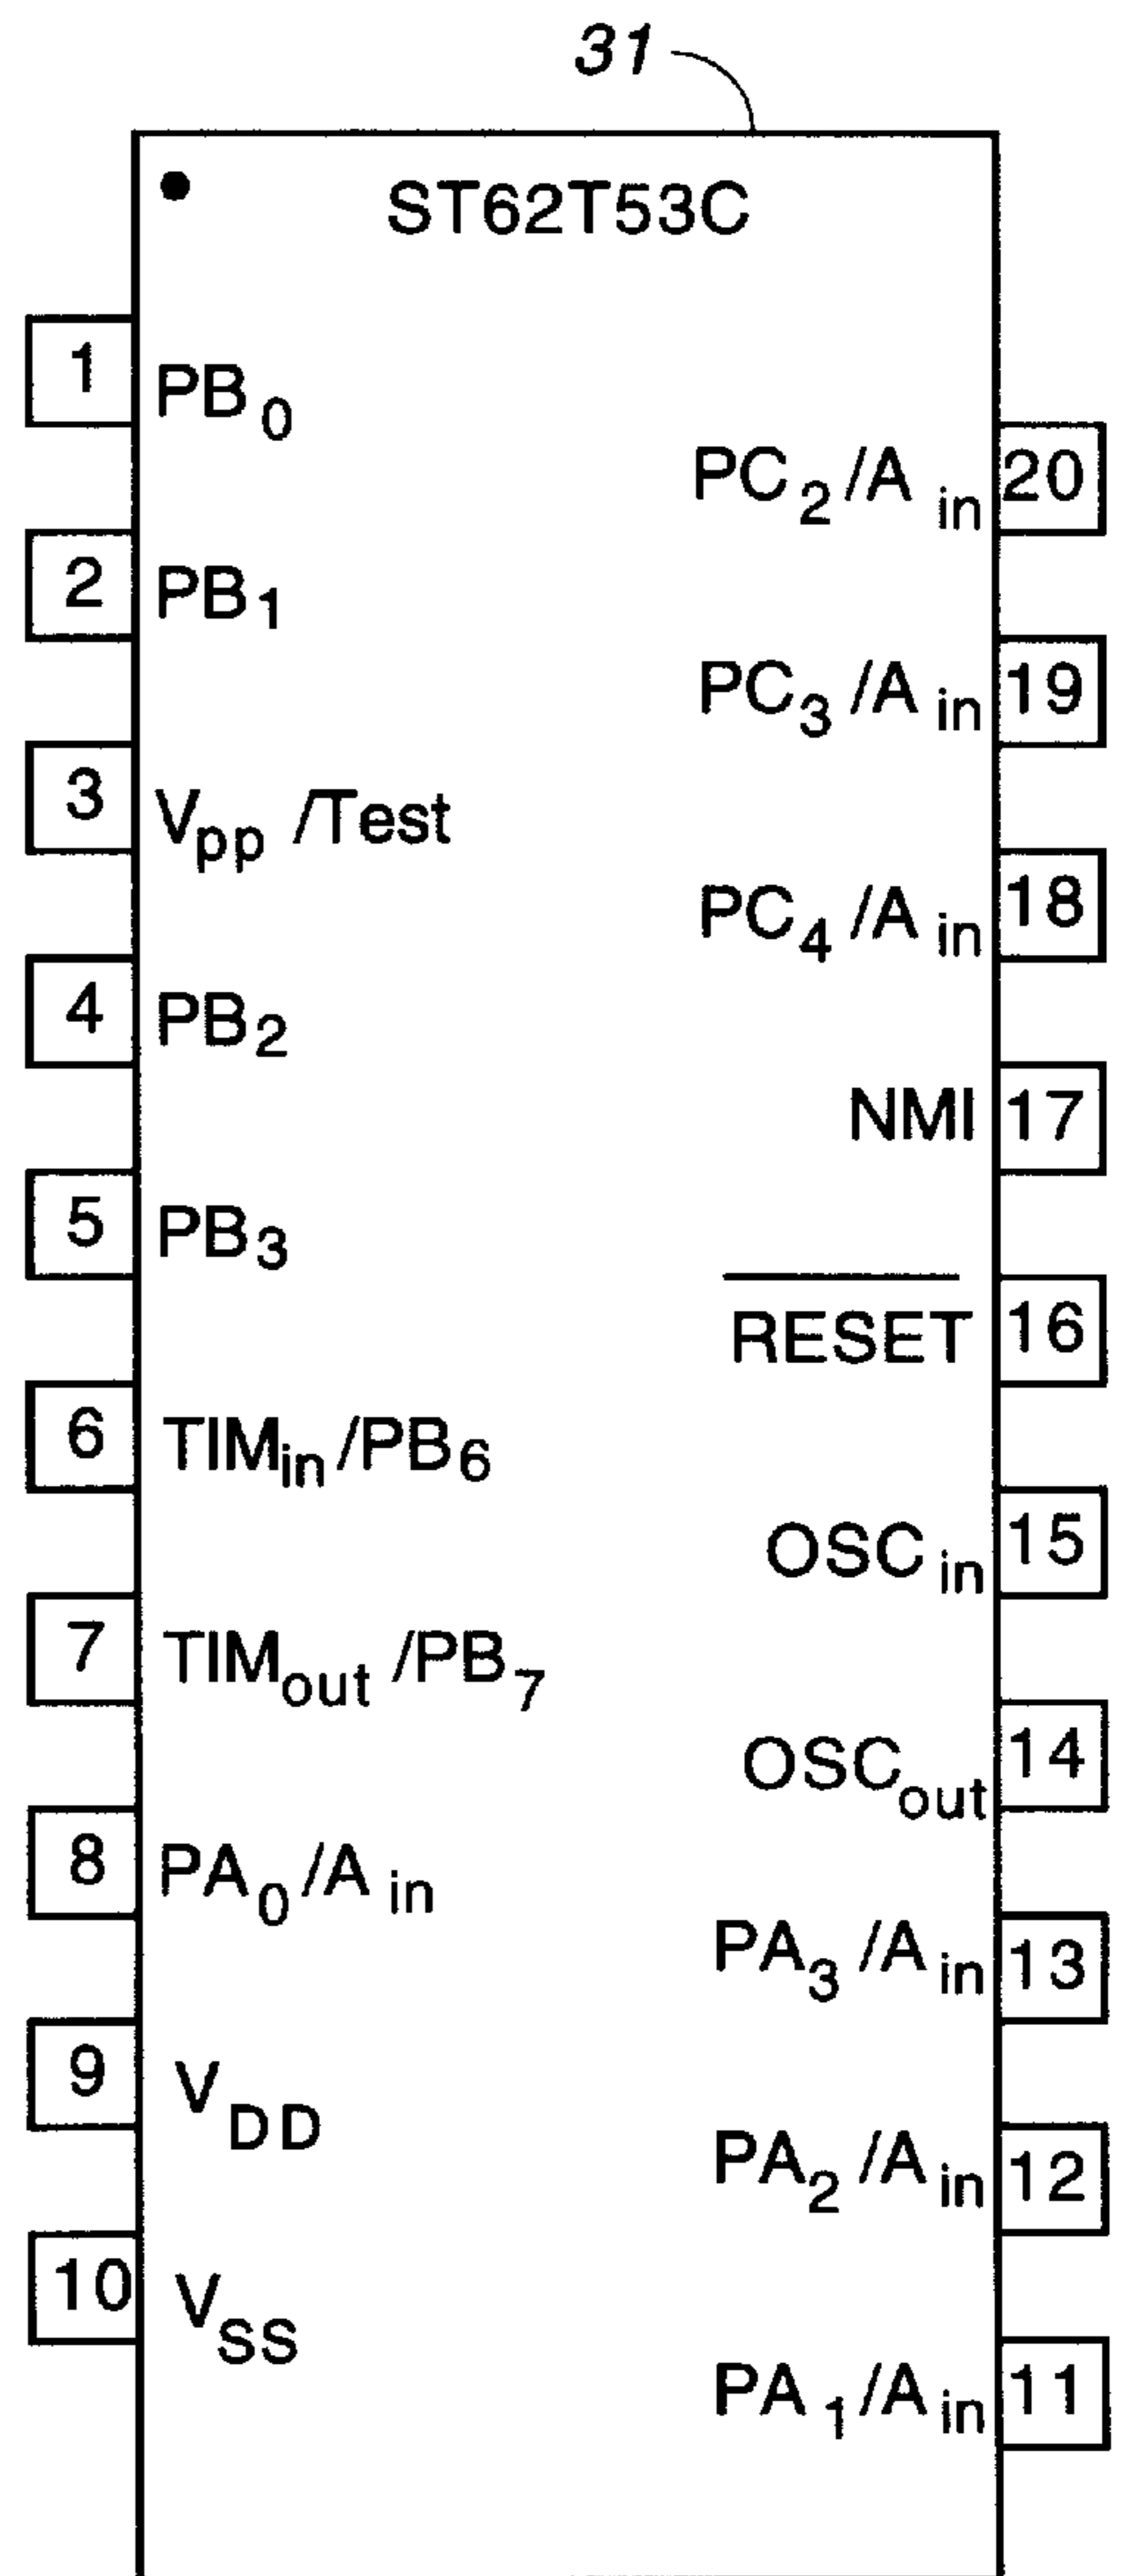 31
ST62T53C
1 PB0
2 PB1
3 Vpp /Test
4 PB2
5 PB3
6 TIMin /PB6
7 TIMout /PB7
8 PA0 /Ain
9 VDD
10 VSS
PC2 /Ain 20
PC3 /Ain 19
PC4 /Ain 18
NMI 17
RESET 16
OSCin 15
OSCout 14
PA3 /Ain 13
PA2 /Ain 12
PA1 /Ain 11